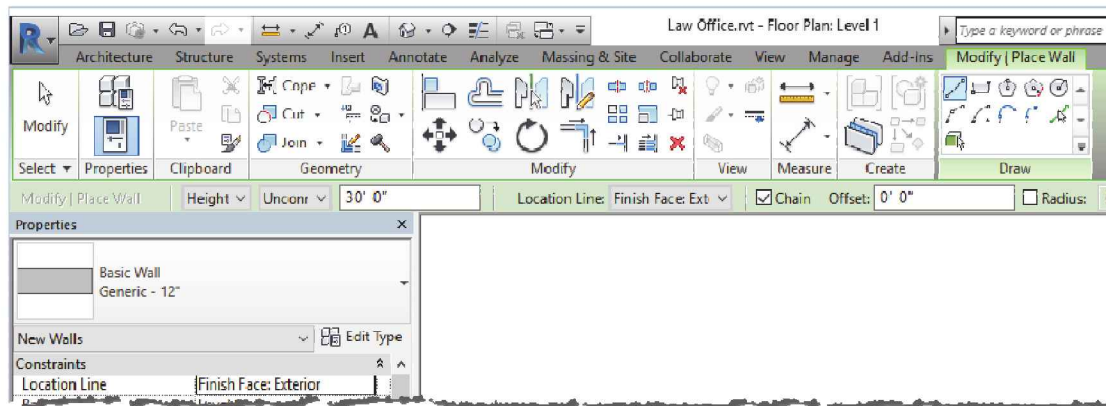 Law Office.rvt - Floor Plan: Level 1
Type a keyword or phrase
Architecture Structure Systems Insert Annotate Analyze Massing & Site Collaborate View Manage Add-Ins Modify | Place Wall
Modify Paste Cope Cut Join
Select Properties Clipboard Geometry Modify View Measure Create Draw
Modify | Place Wall Height Unconr 30' 0" Location Line: Finish Face: Ext Chain Offset: 0' 0" Radius:
Properties
Basic Wall
Generic - 12"
New Walls Edit Type
Constraints
Location Line Finish Face: Exterior